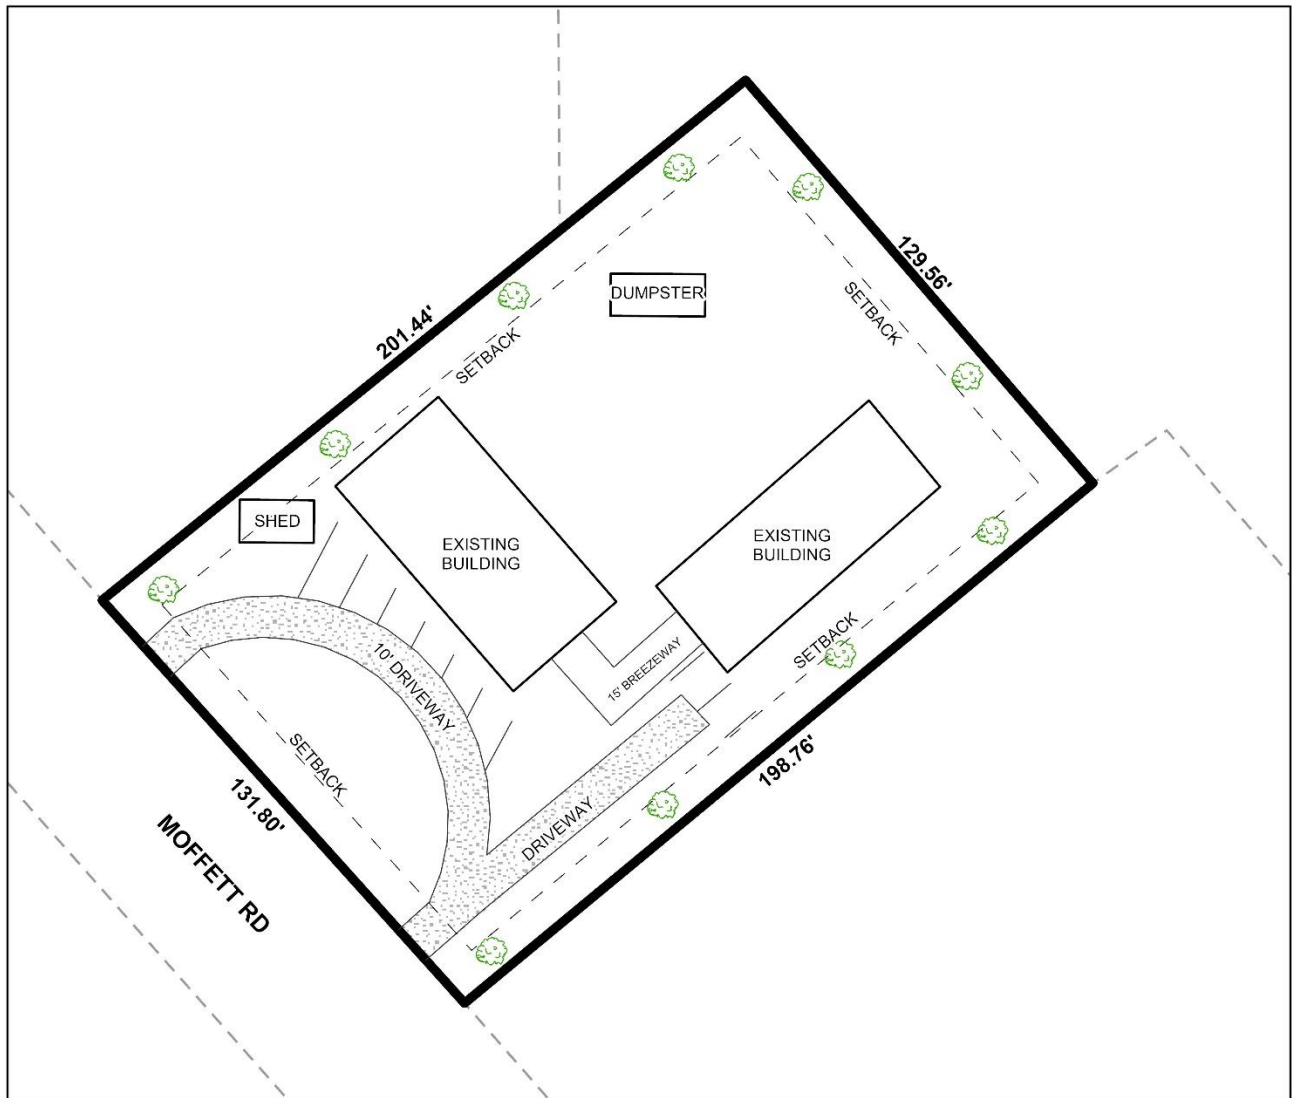 129.56'
DUMPSTER
SETBACK
201.44'
SETBACK
SHED
EXISTING
BUILDING
EXISTING
BUILDING
SETBACK
15' BREEZEWAY
10' DRIVEWAY
SETBACK
198.76'
131.80'
DRIVEWAY
MOFFETT RD